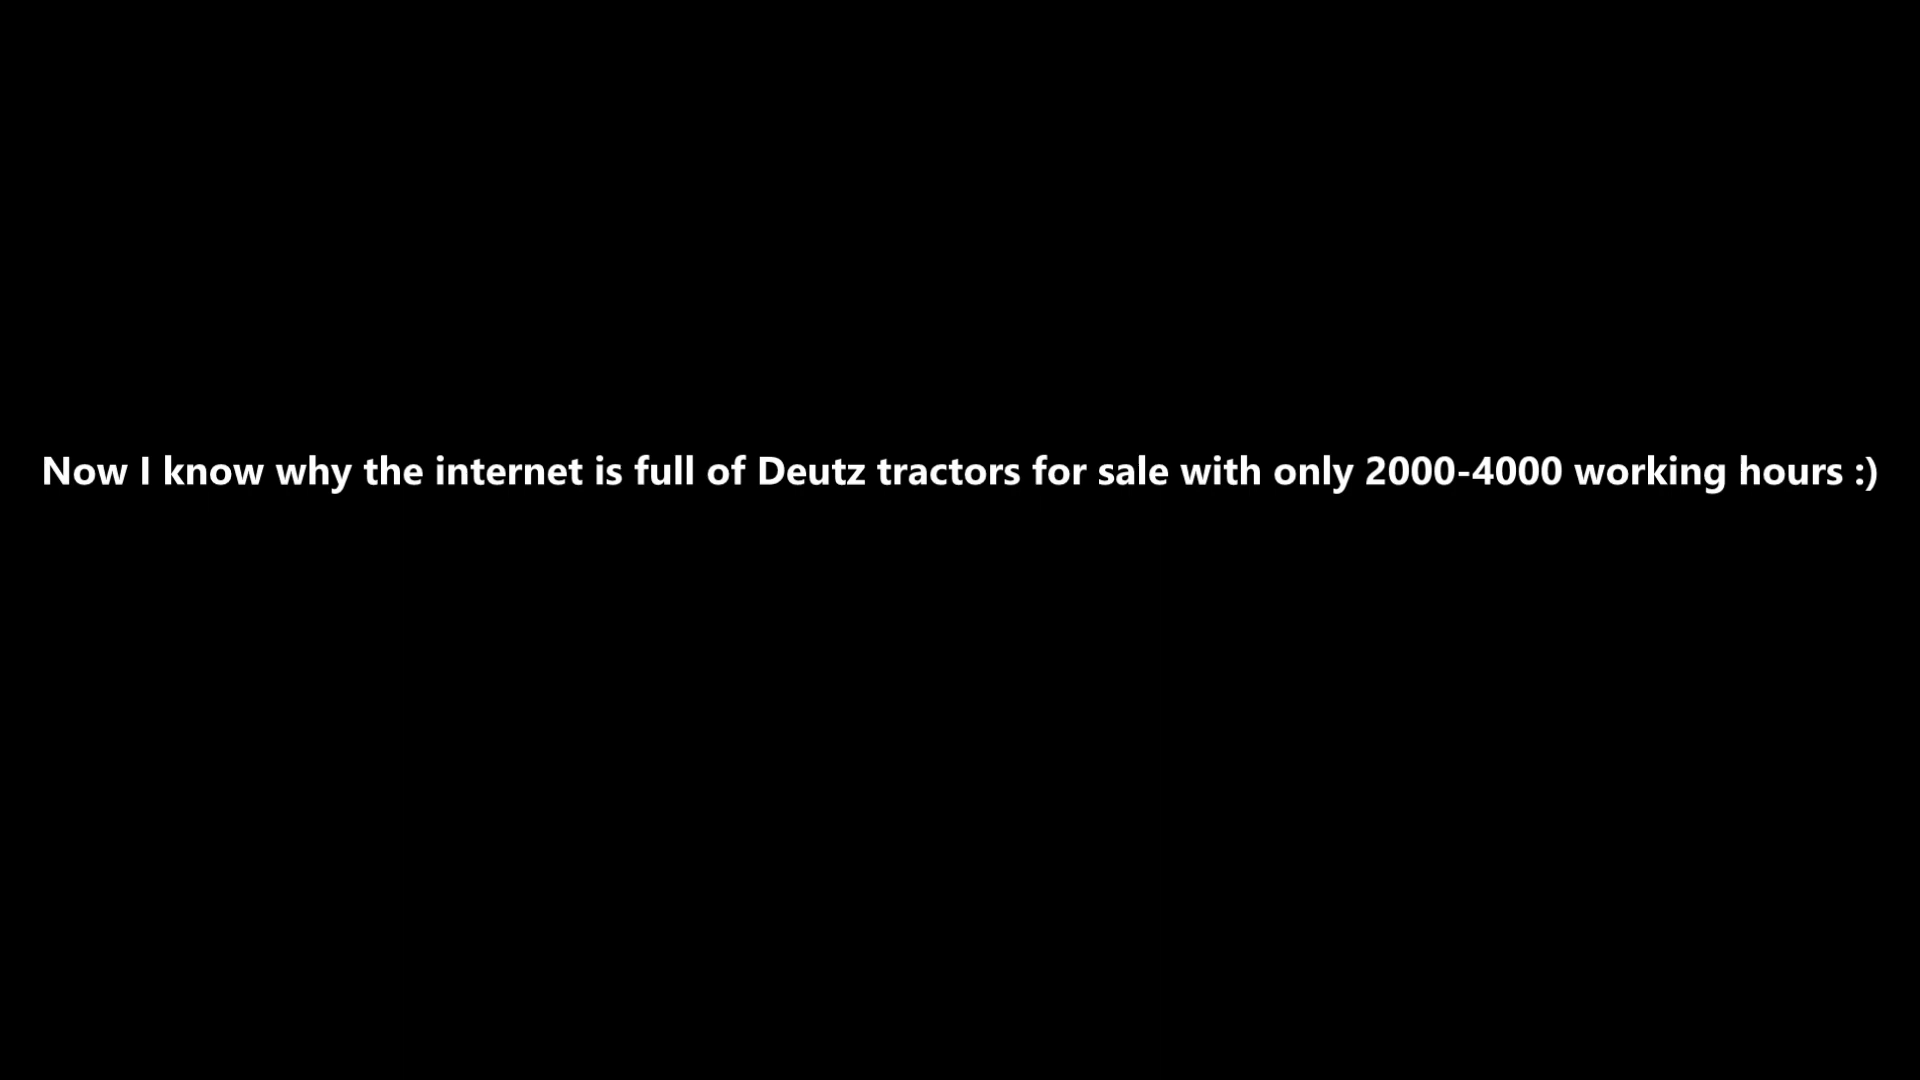 Now I know why the internet is full of Deutz tractors for sale with only 2000-4000 working hours :)